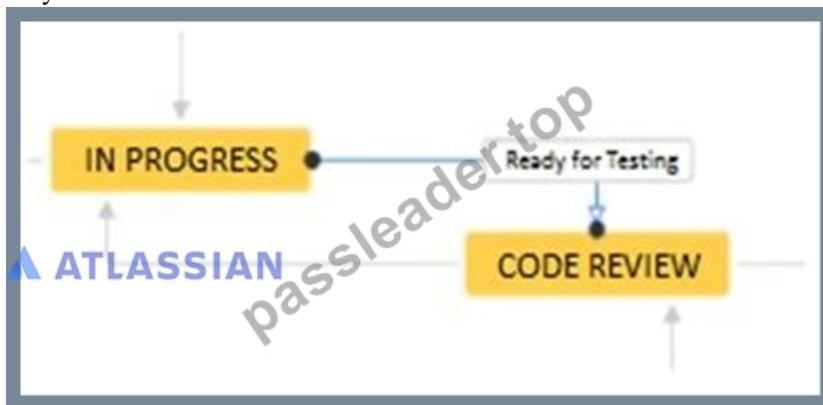 IN PROGRESS
Ready for Testing
CODE REVIEW
ATLASSIAN
passleader.top